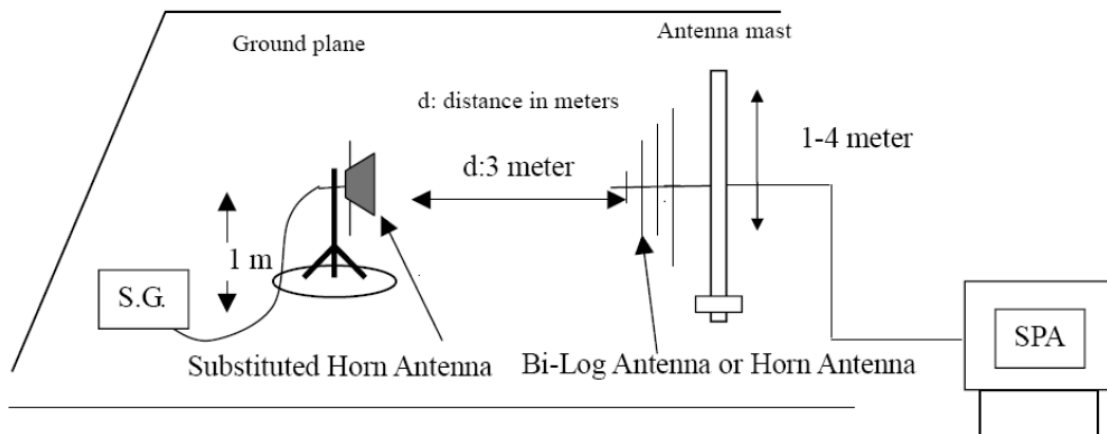 Ground plane
Antenna mast
d: distance in meters
1-4 meter
d:3 meter
1 m
S.G.
SPA
Substituted Horn Antenna
Bi-Log Antenna or Horn Antenna